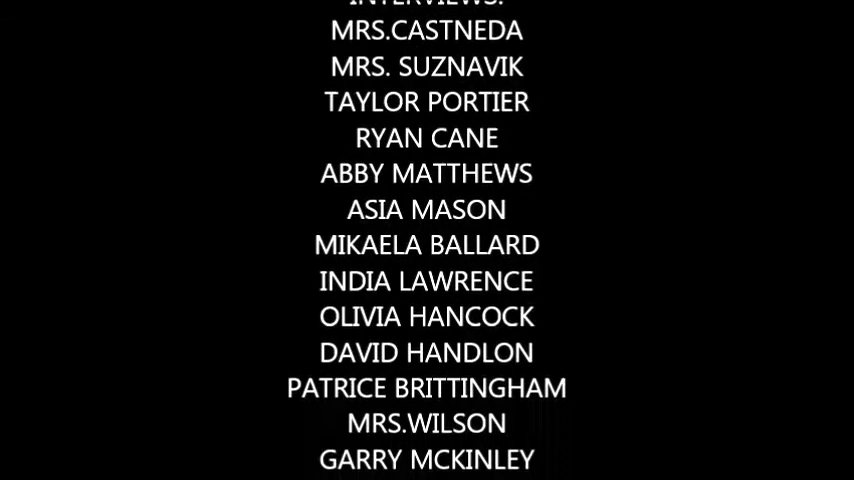 INTERVIEWS:
MRS.CASTNEDA
MRS. SUZNAVIK
TAYLOR PORTIER
RYAN CANE
ABBY MATTHEWS
ASIA MASON
MIKAELA BALLARD
INDIA LAWRENCE
OLIVIA HANCOCK
DAVID HANDLON
PATRICE BRITTINGHAM
MRS.WILSON
GARRY MCKINLEY